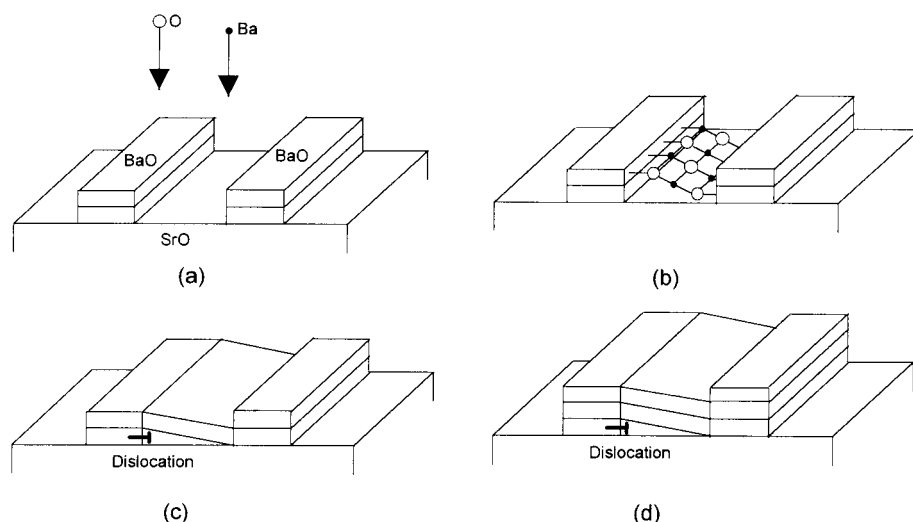 O
Ba
BaO
BaO
SrO
(a)
(b)
Dislocation
(c)
Dislocation
(d)